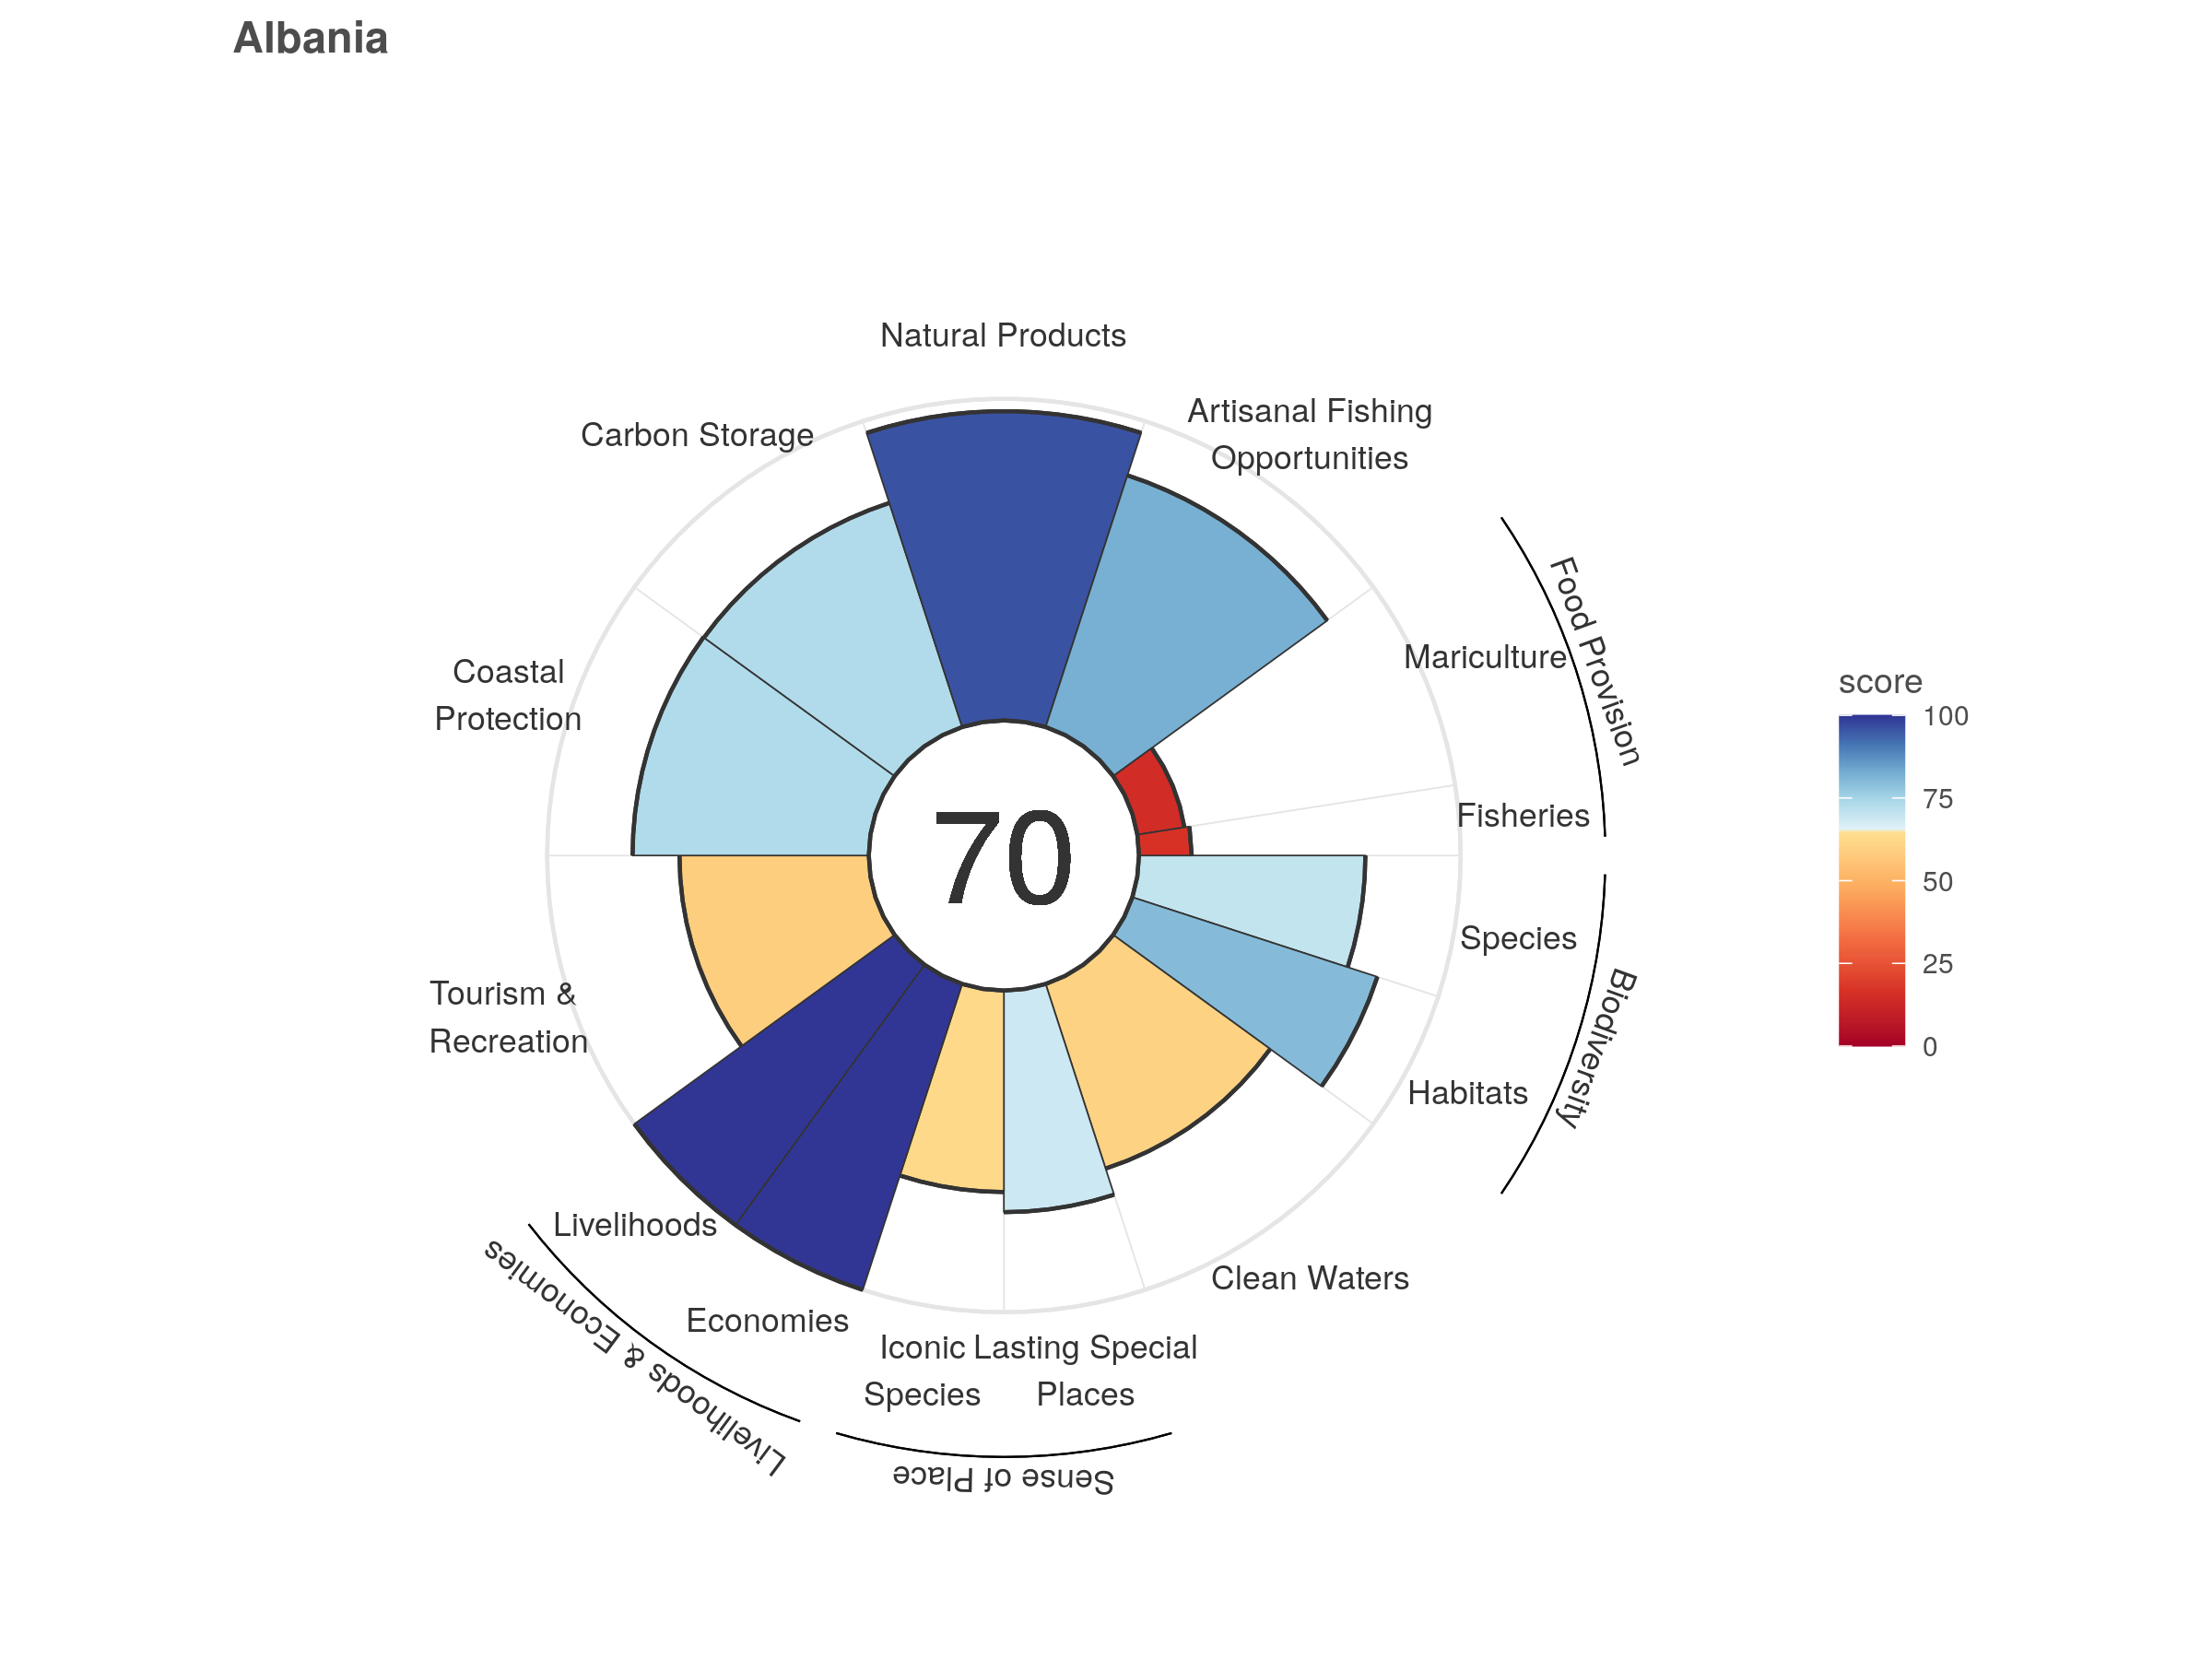 Albania
Natural Products
Artisanal Fishing
Opportunities
Carbon Storage
Food Provision
Mariculture
Coastal
Protection
Fisheries
70
Species
Biodiversity
Habitats
Tourism &
Recreation
Livelihoods
Economies
Livelihoods & Economies
Clean Waters
Iconic
Species
Lasting Special
Places
Sense of Place
score
100
75
50
25
0